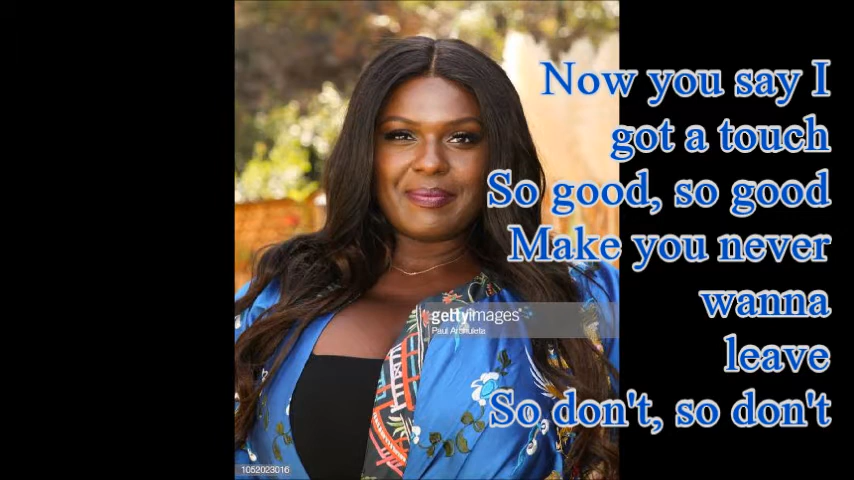 Now you say I
got a touch
So good, so good
Make you never
wanna
leave
So don't, so don't
gettyimages
Paul Archuleta
1052023016